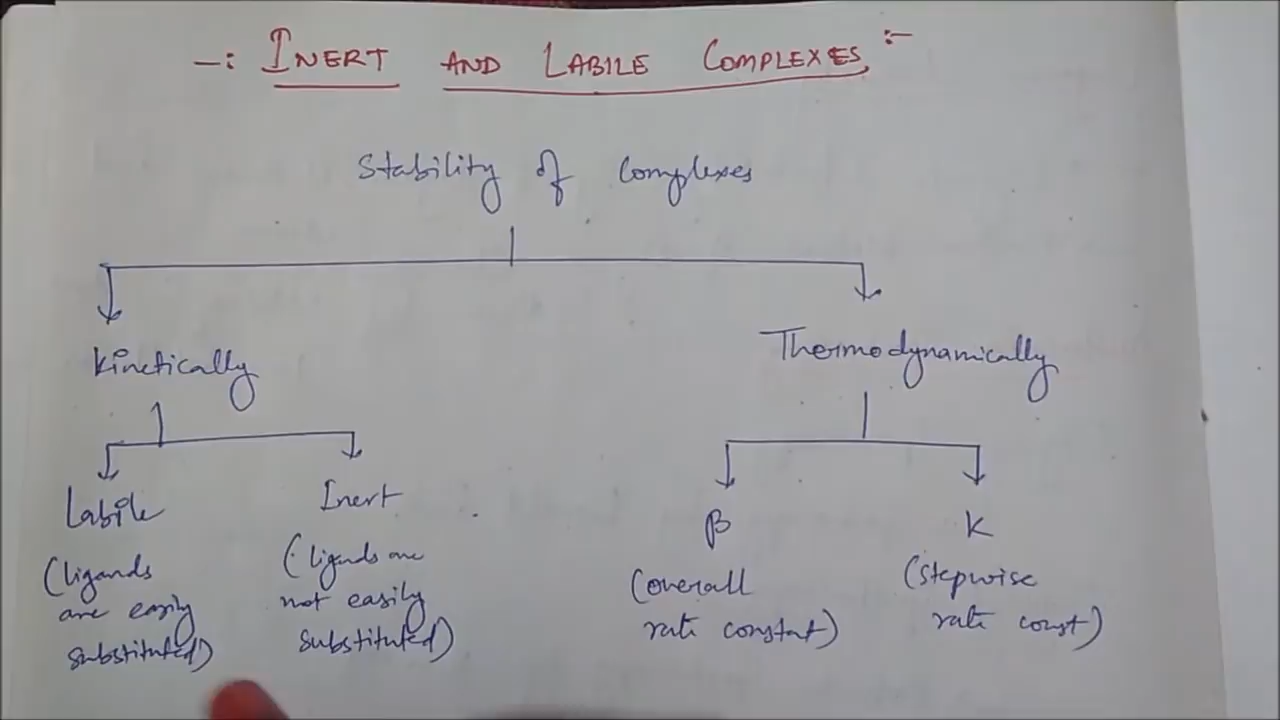 -: INERT AND LABILE COMPLEXES :-
Stability of Complexes
Kinetically
Thermodynamically
Labile
Inert
β
K
(ligands
are easily
substituted)
(ligands are
not easily
substituted)
(overall
rate constat)
(stepwise
rate const)